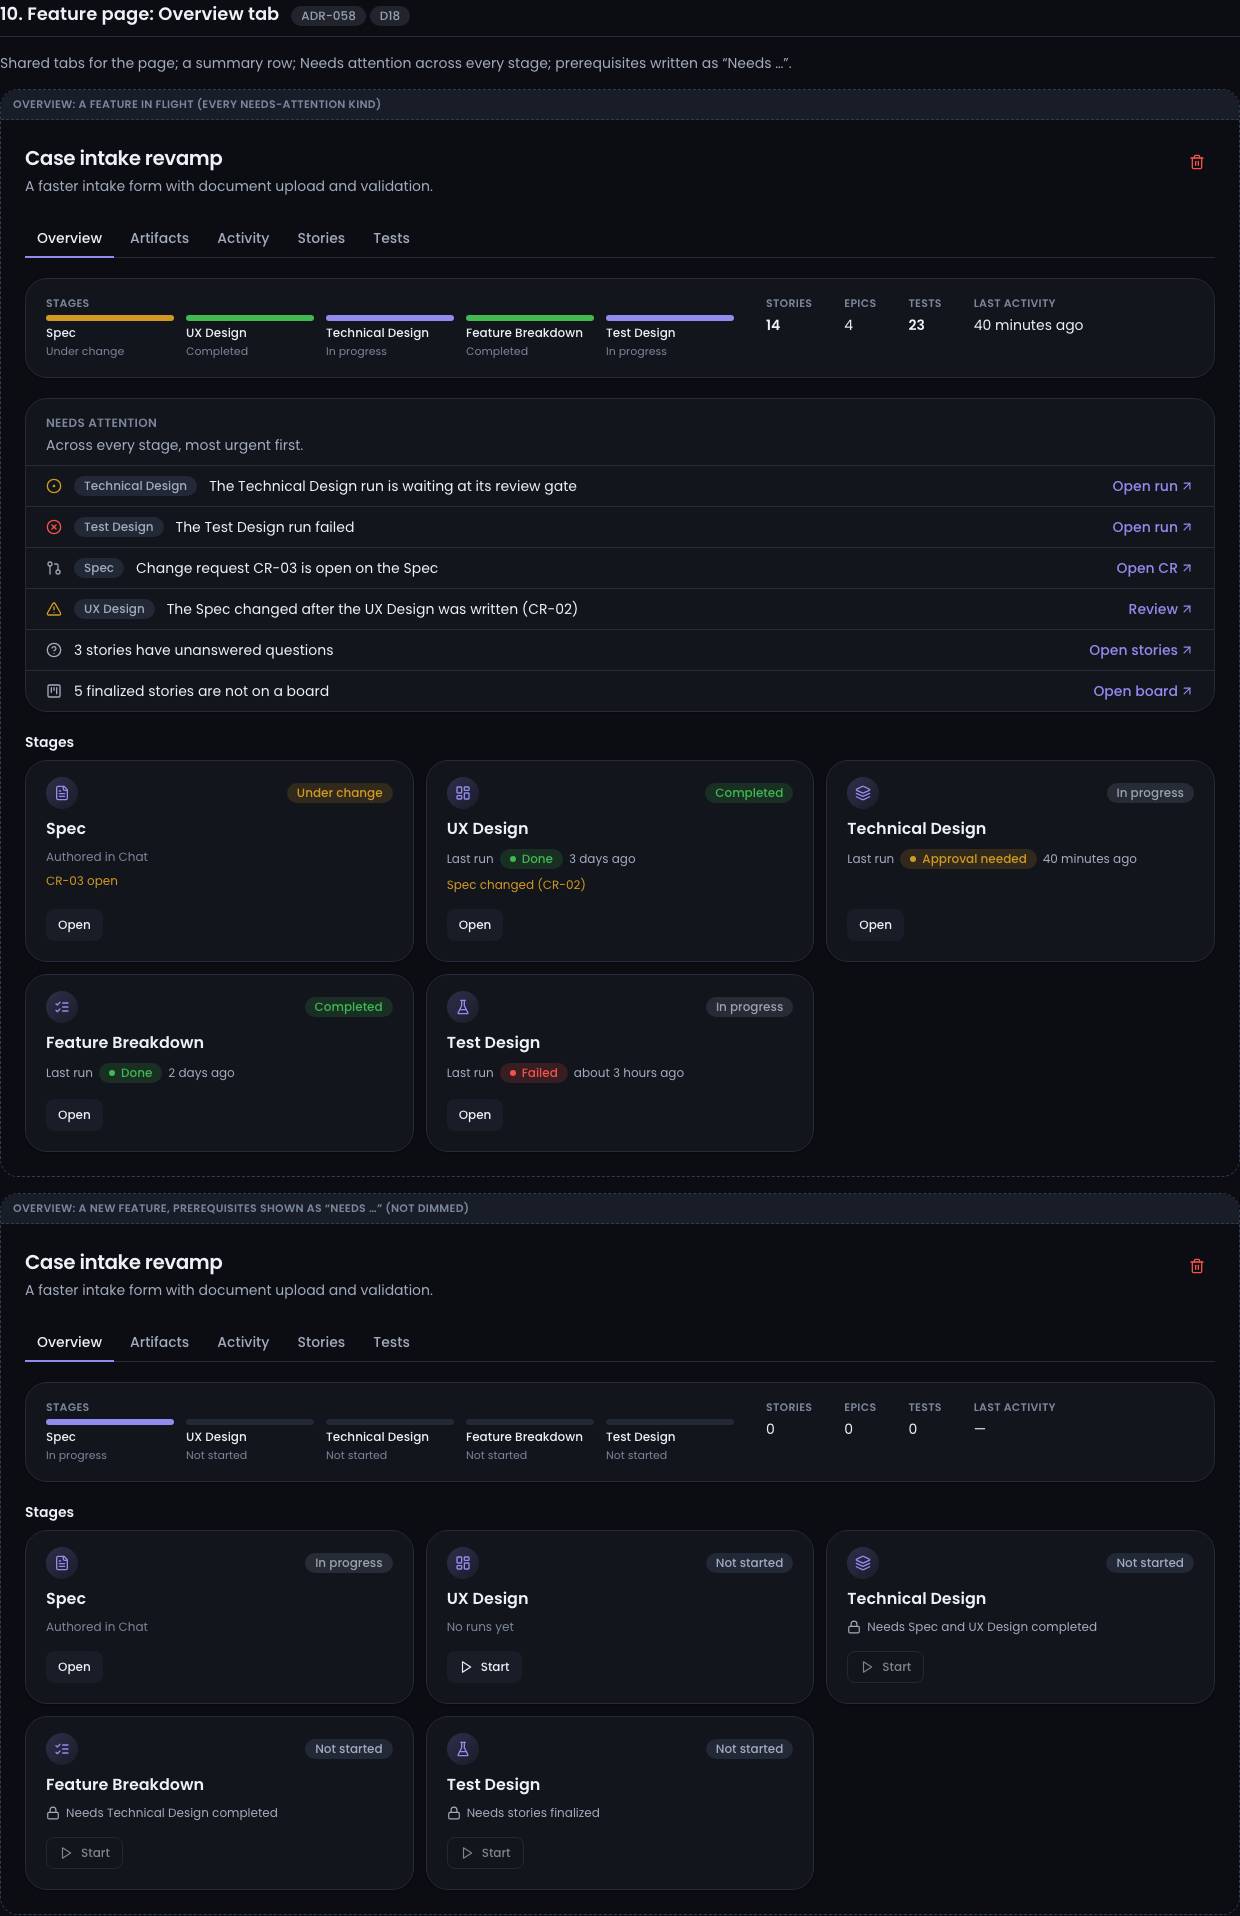 10. Feature page: Overview tab ADR-058 D18
Shared tabs for the page; a summary row; Needs attention across every stage; prerequisites written as “Needs …”.
OVERVIEW: A FEATURE IN FLIGHT (EVERY NEEDS-ATTENTION KIND)
Case intake revamp
A faster intake form with document upload and validation.
Overview Artifacts Activity Stories Tests
STAGES STORIES EPICS TESTS LAST ACTIVITY
14 4 23 40 minutes ago
Spec UX Design Technical Design Feature Breakdown Test Design
Under change Completed In progress Completed In progress
NEEDS ATTENTION
Across every stage, most urgent first.
Technical Design The Technical Design run is waiting at its review gate Open run
Test Design The Test Design run failed Open run
Spec Change request CR-03 is open on the Spec Open CR
UX Design The Spec changed after the UX Design was written (CR-02) Review
3 stories have unanswered questions Open stories
5 finalized stories are not on a board Open board
Stages
Under change Completed In progress
Spec UX Design Technical Design
Authored in Chat Last run Done 3 days ago Last run Approval needed 40 minutes ago
CR-03 open Spec changed (CR-02)
Open Open Open
Completed In progress
Feature Breakdown Test Design
Last run Done 2 days ago Last run Failed about 3 hours ago
Open Open
OVERVIEW: A NEW FEATURE, PREREQUISITES SHOWN AS “NEEDS …” (NOT DIMMED)
Case intake revamp
A faster intake form with document upload and validation.
Overview Artifacts Activity Stories Tests
STAGES STORIES EPICS TESTS LAST ACTIVITY
0 0 0 —
Spec UX Design Technical Design Feature Breakdown Test Design
In progress Not started Not started Not started Not started
Stages
In progress Not started Not started
Spec UX Design Technical Design
Authored in Chat No runs yet Needs Spec and UX Design completed
Open Start Start
Not started Not started
Feature Breakdown Test Design
Needs Technical Design completed Needs stories finalized
Start Start